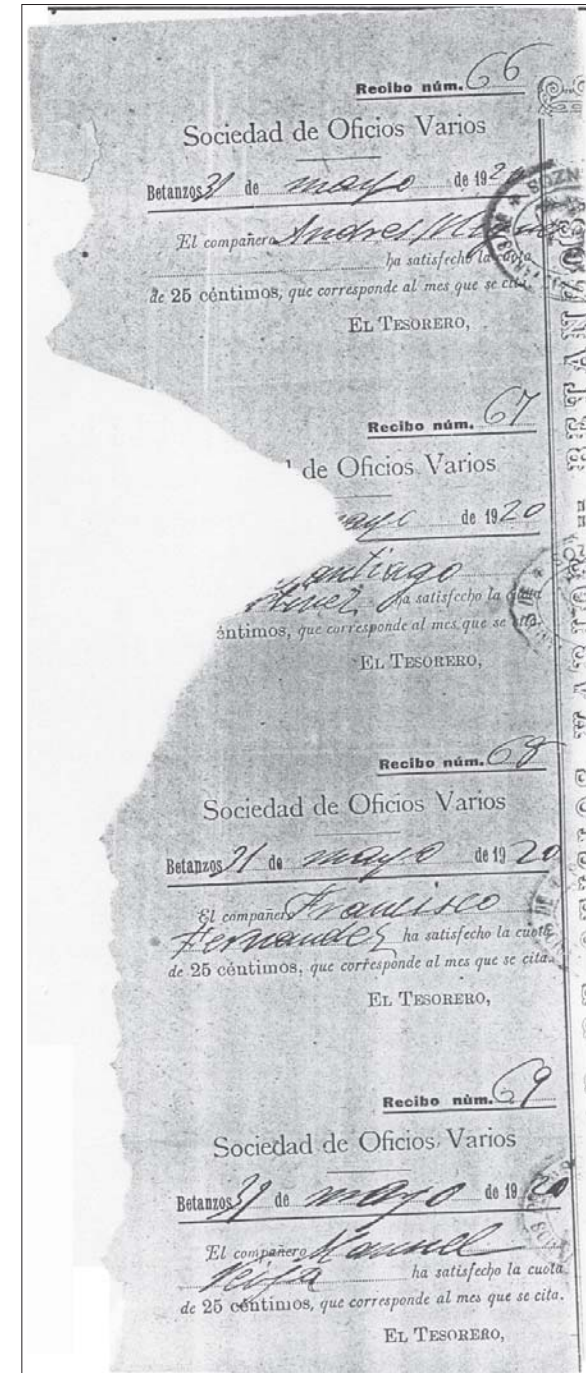 Recibo núm. 66
Sociedad de Oficios Varios
Betanzos 31 de mayo de 1920
El compañero Andres
ha satisfecho la cuota
de 25 céntimos, que corresponde al mes que se cita.
EL TESORERO,
Recibo núm. 67
de Oficios Varios
mayo de 1920
Santiago
ha satisfecho la cuota
éntimos, que corresponde al mes que se cita.
EL TESORERO,
Recibo núm. 68
Sociedad de Oficios Varios
Betanzos 31 de mayo de 1920
El compañero Francisco
Fernandez ha satisfecho la cuota
de 25 céntimos, que corresponde al mes que se cita.
EL TESORERO,
Recibo núm. 69
Sociedad de Oficios Varios
Betanzos 31 de mayo de 1920
El compañero Manuel
Veiga ha satisfecho la cuota
de 25 céntimos, que corresponde al mes que se cita.
EL TESORERO,